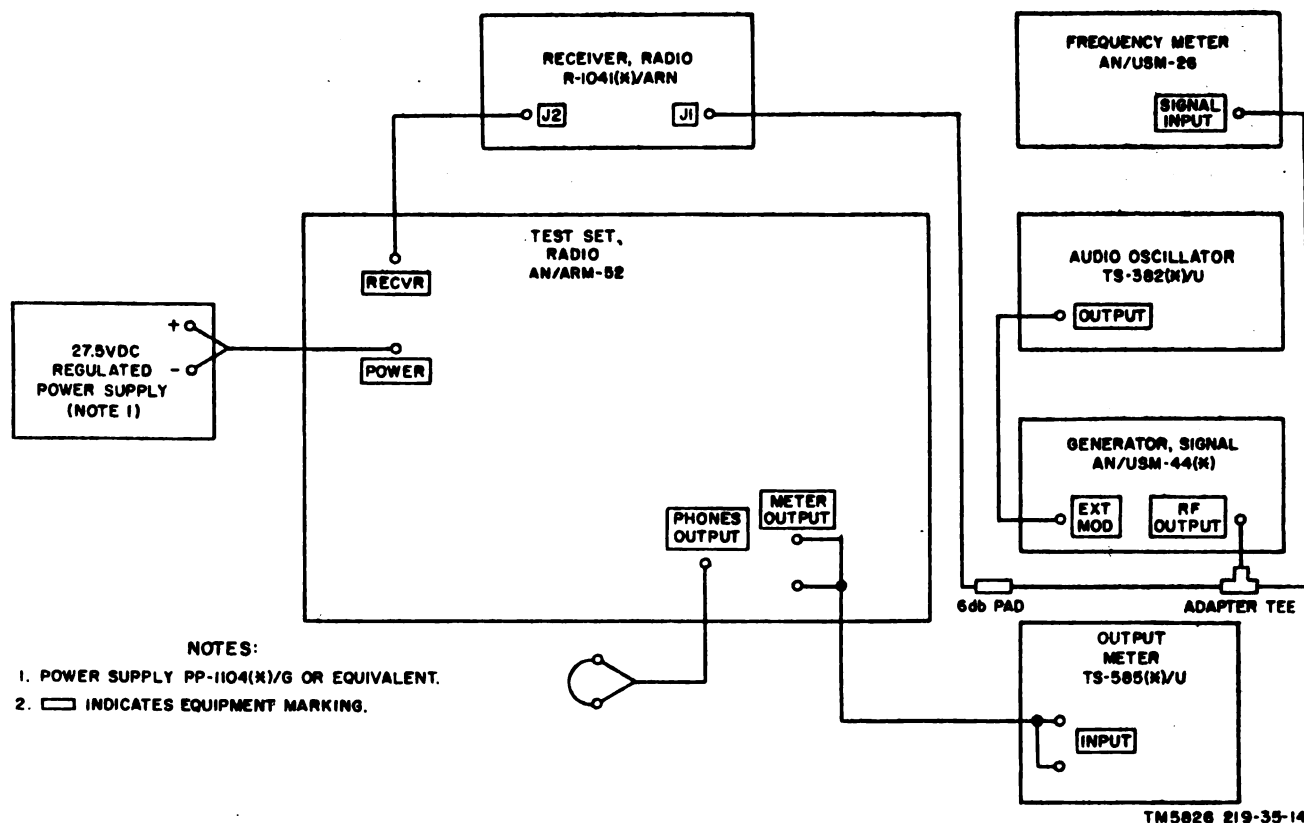 RECEIVER, RADIO
R-1041(*)/ARN
J2
J1
FREQUENCY METER
AN/USM-26
SIGNAL
INPUT
TEST SET,
RADIO
AN/ARM-52
RECVR
POWER
AUDIO OSCILLATOR
TS-382(*)/U
OUTPUT
+
-
27.5VDC
REGULATED
POWER SUPPLY
(NOTE 1)
GENERATOR, SIGNAL
AN/USM-44(*)
EXT
MOD
RF
OUTPUT
PHONES
OUTPUT
METER
OUTPUT
6db PAD
ADAPTER TEE
OUTPUT
METER
TS-585(*)/U
INPUT
NOTES:
1. POWER SUPPLY PP-1104(*)/G OR EQUIVALENT.
2. INDICATES EQUIPMENT MARKING.
TM5826 219-35-14